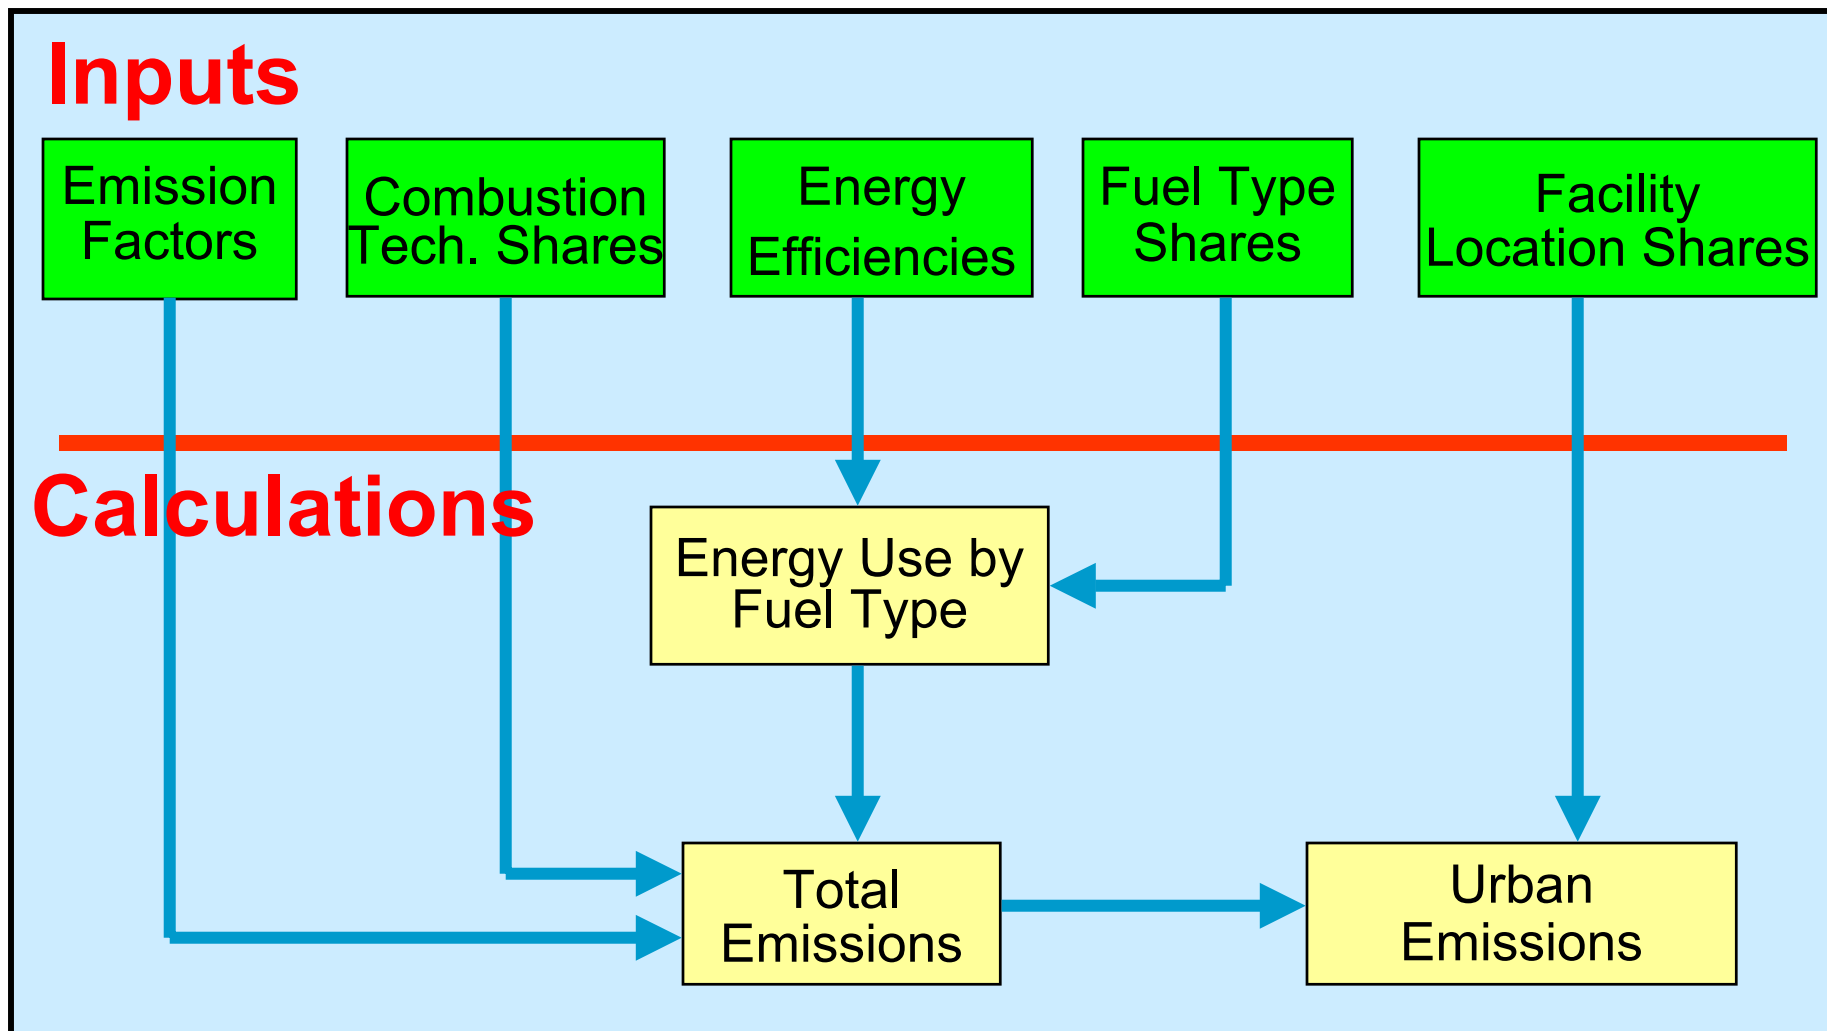 Inputs
Emission
Factors
Combustion
Tech. Shares
Energy
Efficiencies
Fuel Type
Shares
Facility
Location Shares
Calculations
Energy Use by
Fuel Type
Total
Emissions
Urban
Emissions